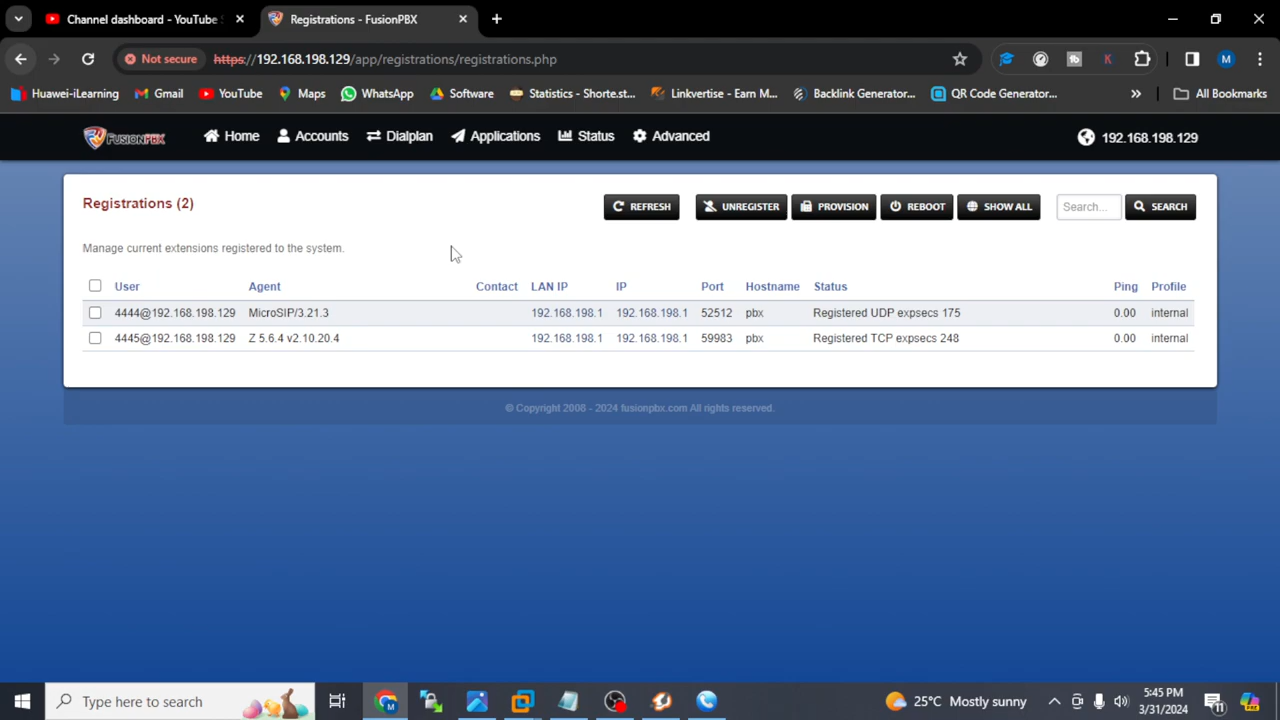 Channel dashboard - YouTube S
Registrations - FusionPBX
Not secure
https://192.168.198.129/app/registrations/registrations.php
M
Huawei-iLearning
Gmail
YouTube
Maps
WhatsApp
Software
Statistics - Shorte.st...
Linkvertise - Earn M...
Backlink Generator...
QR Code Generator...
»
All Bookmarks
FUSIONPBX
Home
Accounts
Dialplan
Applications
Status
Advanced
192.168.198.129
Registrations (2)
REFRESH
UNREGISTER
PROVISION
REBOOT
SHOW ALL
Search...
SEARCH
Manage current extensions registered to the system.
User Agent Contact LAN IP IP Port Hostname Status Ping Profile
4444@192.168.198.129 MicroSIP/3.21.3 192.168.198.1 192.168.198.1 52512 pbx Registered UDP expsecs 175 0.00 internal
4445@192.168.198.129 Z 5.6.4 v2.10.20.4 192.168.198.1 192.168.198.1 59983 pbx Registered TCP expsecs 248 0.00 internal
© Copyright 2008 - 2024 fusionpbx.com All rights reserved.
Type here to search
25°C Mostly sunny
5:45 PM
3/31/2024